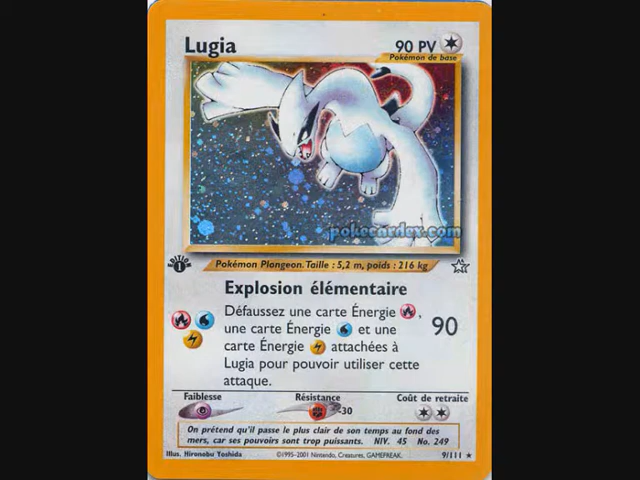 Lugia
90 PV
Pokémon de base
pokecardex.com
EDITION
1
Pokémon Plongeon. Taille : 5,2 m, poids : 216 kg
Explosion élémentaire
Défaussez une carte Énergie ,
une carte Énergie et une
carte Énergie attachées à
Lugia pour pouvoir utiliser cette
attaque.
90
Faiblesse
Résistance
-30
Coût de retraite
On prétend qu'il passe le plus clair de son temps au fond des
mers, car ses pouvoirs sont trop puissants. NIV. 45 No. 249
Illus. Hironobu Yoshida
©1995-2001 Nintendo, Creatures, GAMEFREAK.
9/111